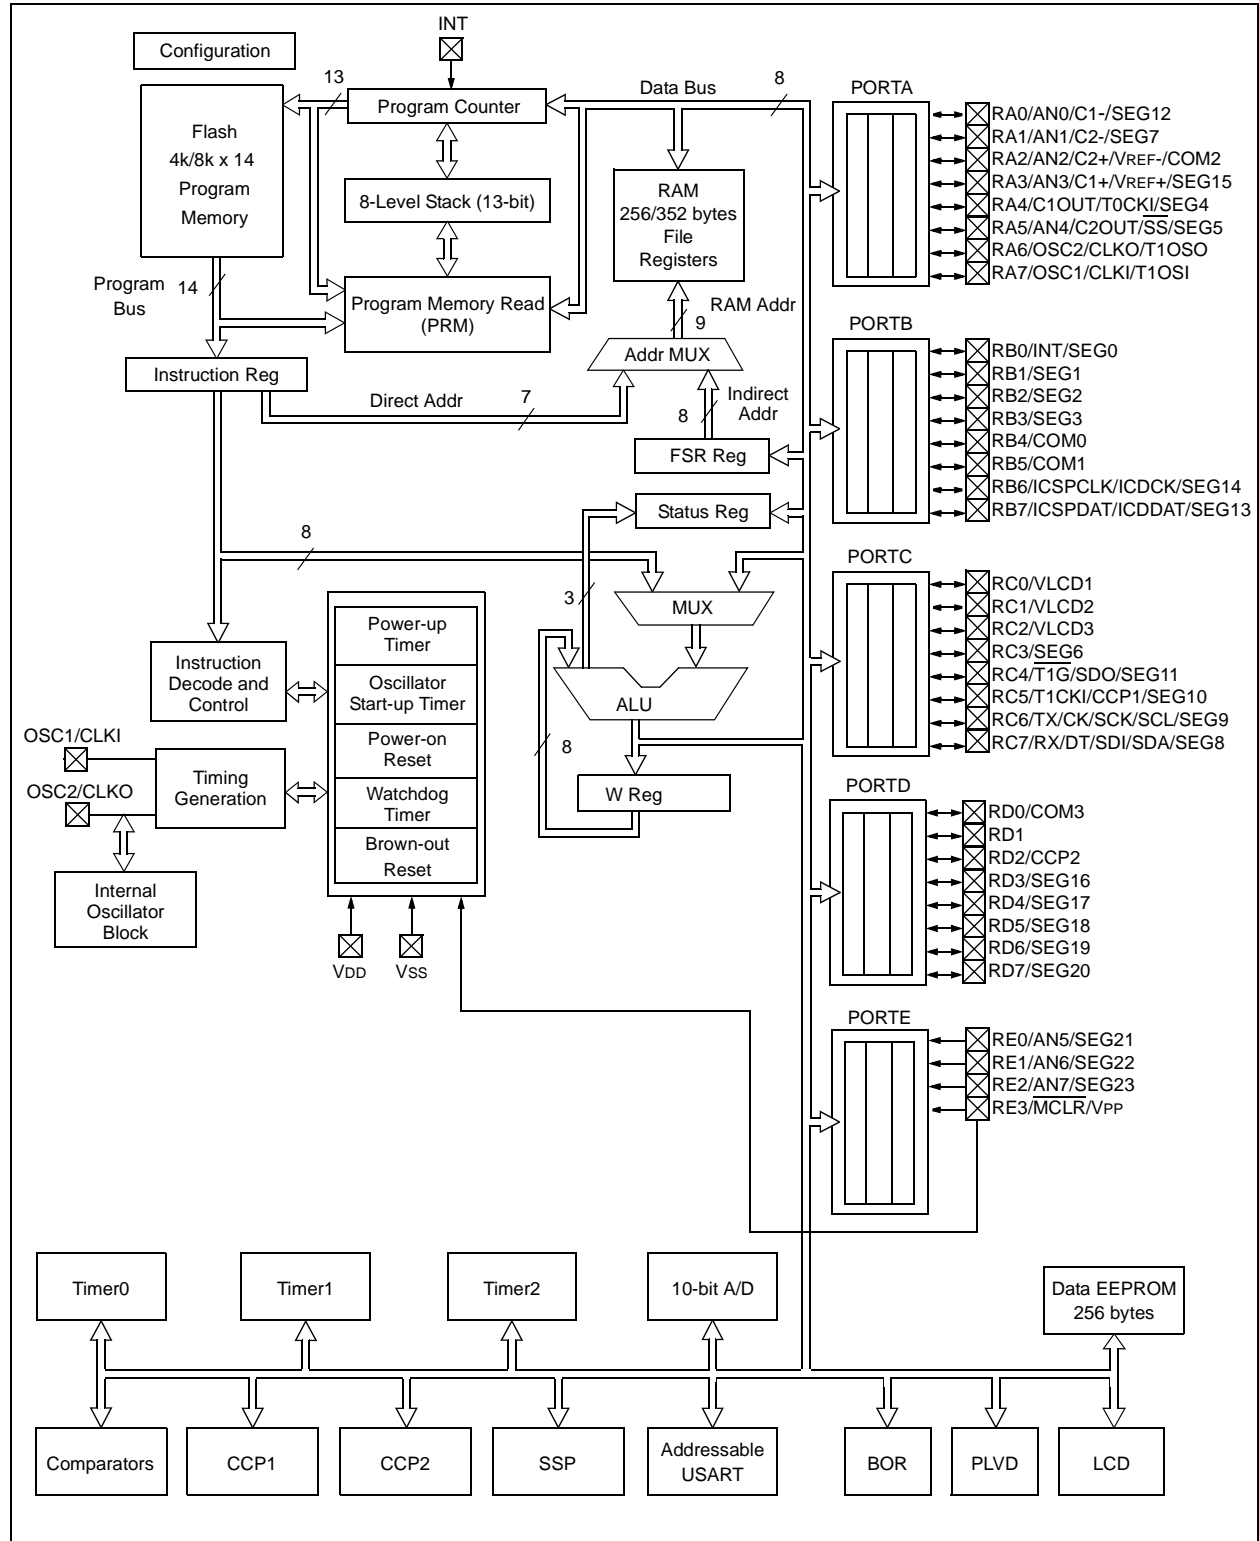 INT
Configuration
13
Program Counter
Data Bus
8
Flash
4k/8k x 14
Program
Memory
8-Level Stack (13-bit)
RAM
256/352 bytes
File
Registers
Program
Bus
14
Program Memory Read
(PRM)
RAM Addr
9
Addr MUX
Instruction Reg
Direct Addr
7
8
Indirect
Addr
FSR Reg
Status Reg
8
3
MUX
Power-up
Timer
Oscillator
Start-up Timer
Power-on
Reset
Watchdog
Timer
Brown-out
Reset
Instruction
Decode and
Control
ALU
8
W Reg
OSC1/CLKI
OSC2/CLKO
Timing
Generation
Internal
Oscillator
Block
VDD
VSS
PORTA
RA0/AN0/C1-/SEG12
RA1/AN1/C2-/SEG7
RA2/AN2/C2+/VREF-/COM2
RA3/AN3/C1+/VREF+/SEG15
RA4/C1OUT/T0CKI/SEG4
RA5/AN4/C2OUT/SS/SEG5
RA6/OSC2/CLKO/T1OSO
RA7/OSC1/CLKI/T1OSI
PORTB
RB0/INT/SEG0
RB1/SEG1
RB2/SEG2
RB3/SEG3
RB4/COM0
RB5/COM1
RB6/ICSPCLK/ICDCK/SEG14
RB7/ICSPDAT/ICDDAT/SEG13
PORTC
RC0/VLCD1
RC1/VLCD2
RC2/VLCD3
RC3/SEG6
RC4/T1G/SDO/SEG11
RC5/T1CKI/CCP1/SEG10
RC6/TX/CK/SCK/SCL/SEG9
RC7/RX/DT/SDI/SDA/SEG8
PORTD
RD0/COM3
RD1
RD2/CCP2
RD3/SEG16
RD4/SEG17
RD5/SEG18
RD6/SEG19
RD7/SEG20
PORTE
RE0/AN5/SEG21
RE1/AN6/SEG22
RE2/AN7/SEG23
RE3/MCLR/VPP
Timer0
Timer1
Timer2
10-bit A/D
Data EEPROM
256 bytes
Comparators
CCP1
CCP2
SSP
Addressable
USART
BOR
PLVD
LCD